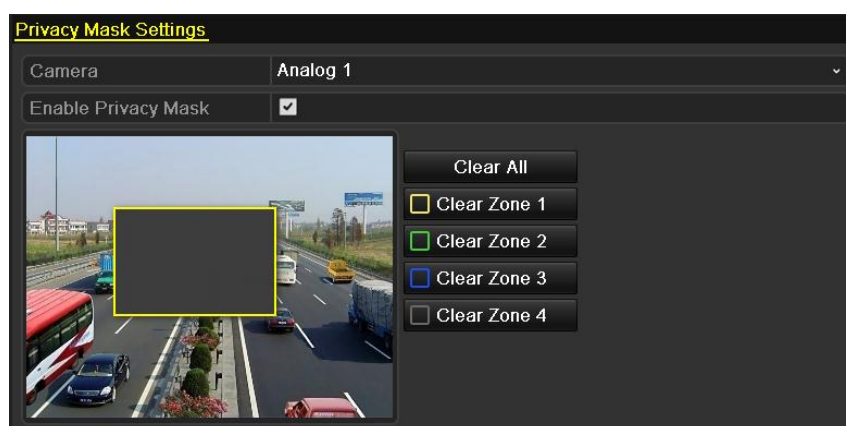 Privacy Mask Settings
Camera Analog 1
Enable Privacy Mask
Clear All
Clear Zone 1
Clear Zone 2
Clear Zone 3
Clear Zone 4